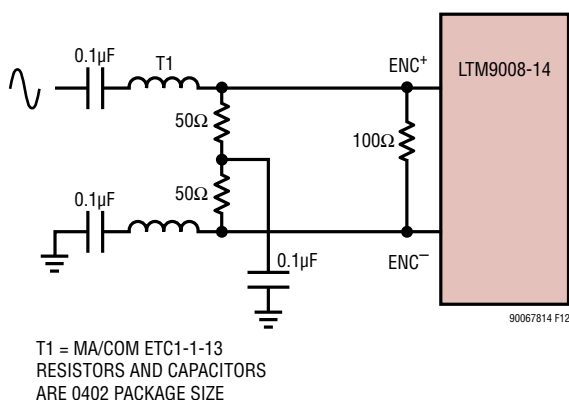 0.1µF
T1
ENC+
LTM9008-14
50Ω
100Ω
50Ω
0.1µF
0.1µF
ENC–
90067814 F12
T1 = MA/COM ETC1-1-13
RESISTORS AND CAPACITORS
ARE 0402 PACKAGE SIZE